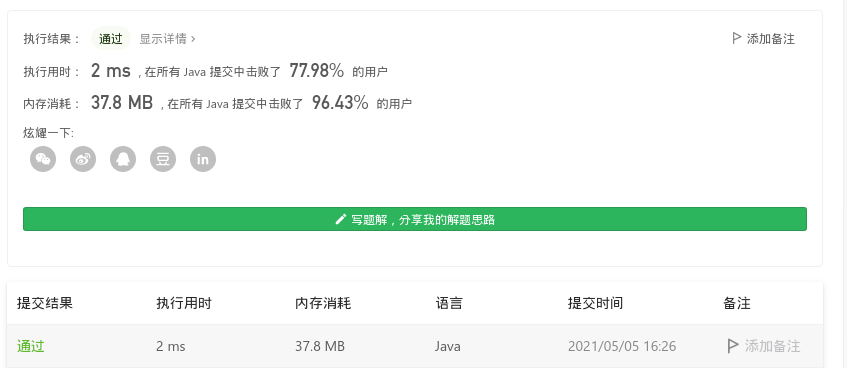 执行结果： 通过 显示详情 › 添加备注
执行用时： 2 ms , 在所有 Java 提交中击败了 77.98% 的用户
内存消耗： 37.8 MB , 在所有 Java 提交中击败了 96.43% 的用户
炫耀一下:
豆 in
写题解，分享我的解题思路
提交结果 执行用时 内存消耗 语言 提交时间 备注
通过 2 ms 37.8 MB Java 2021/05/05 16:26 添加备注